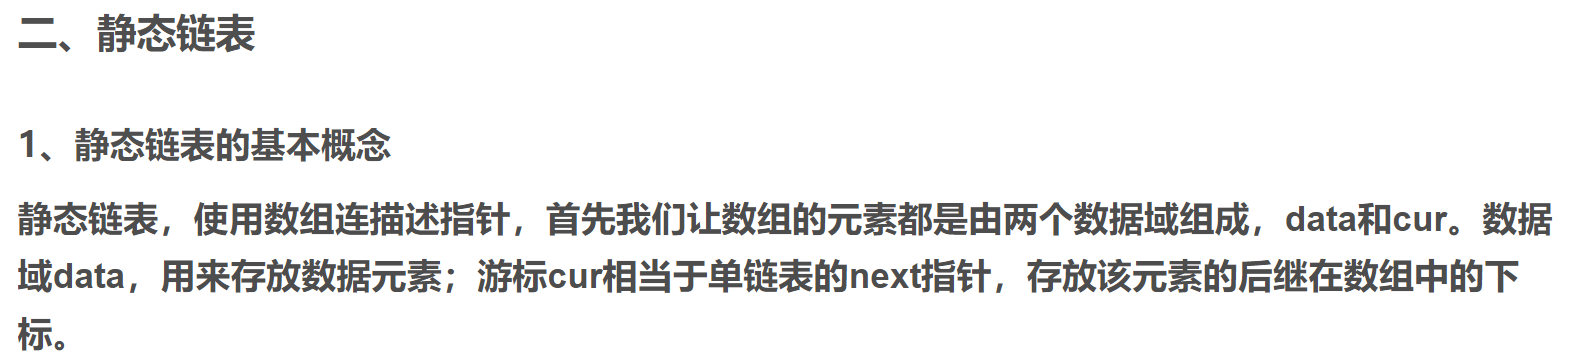 二、静态链表
1、静态链表的基本概念
静态链表，使用数组连描述指针，首先我们让数组的元素都是由两个数据域组成，data和cur。数据
域data，用来存放数据元素；游标cur相当于单链表的next指针，存放该元素的后继在数组中的下
标。